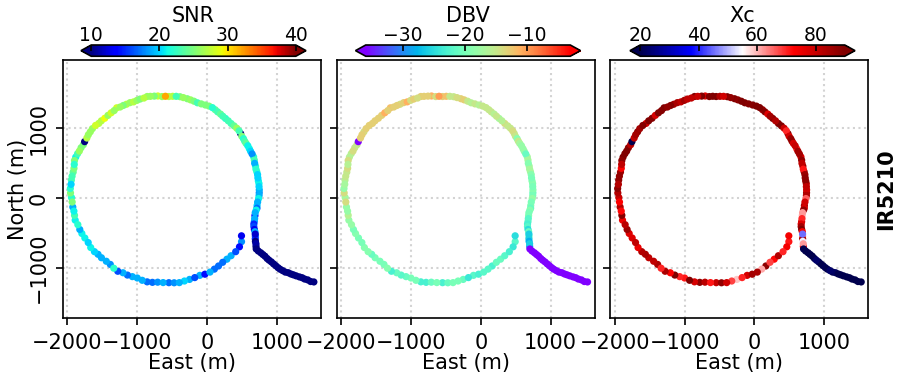 SNR DBV Xc
10 20 30 40 −30 −20 −10 20 40 60 80
1000
0
−1000
North (m)
IR5210
−2000 −1000 0 1000 −2000 −1000 0 1000 −2000 −1000 0 1000
East (m) East (m) East (m)